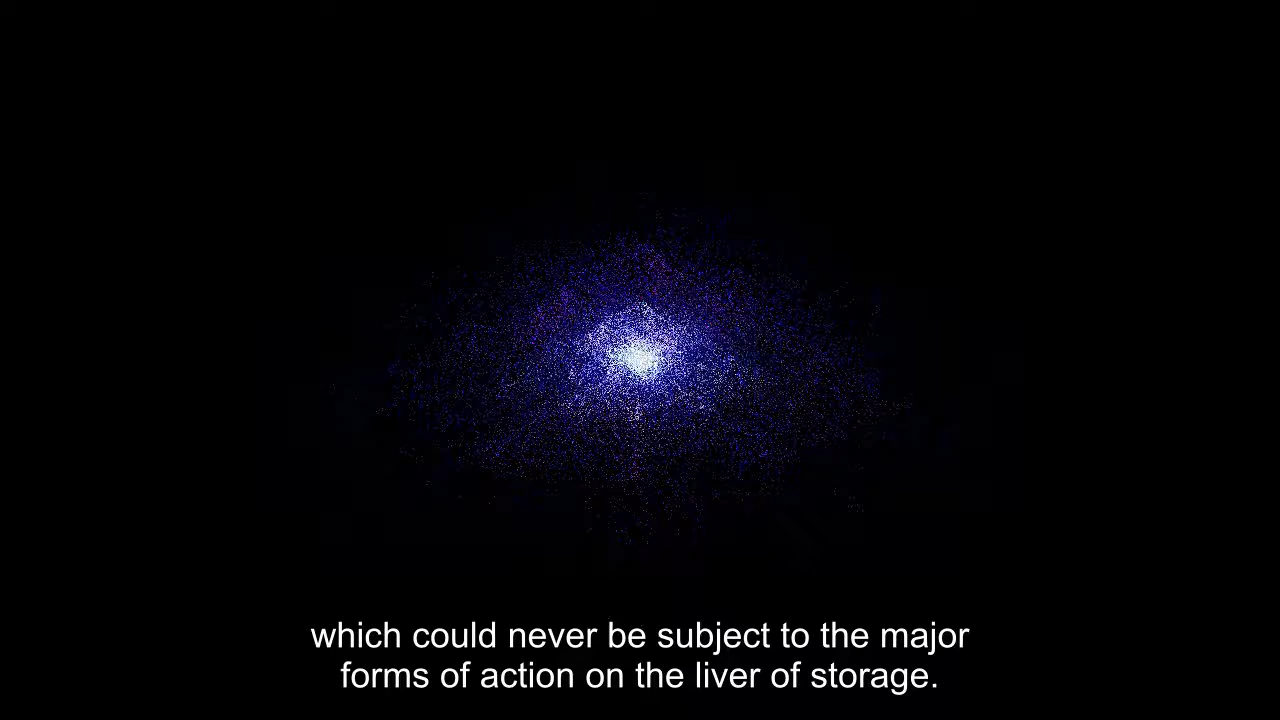 which could never be subject to the major
forms of action on the liver of storage.